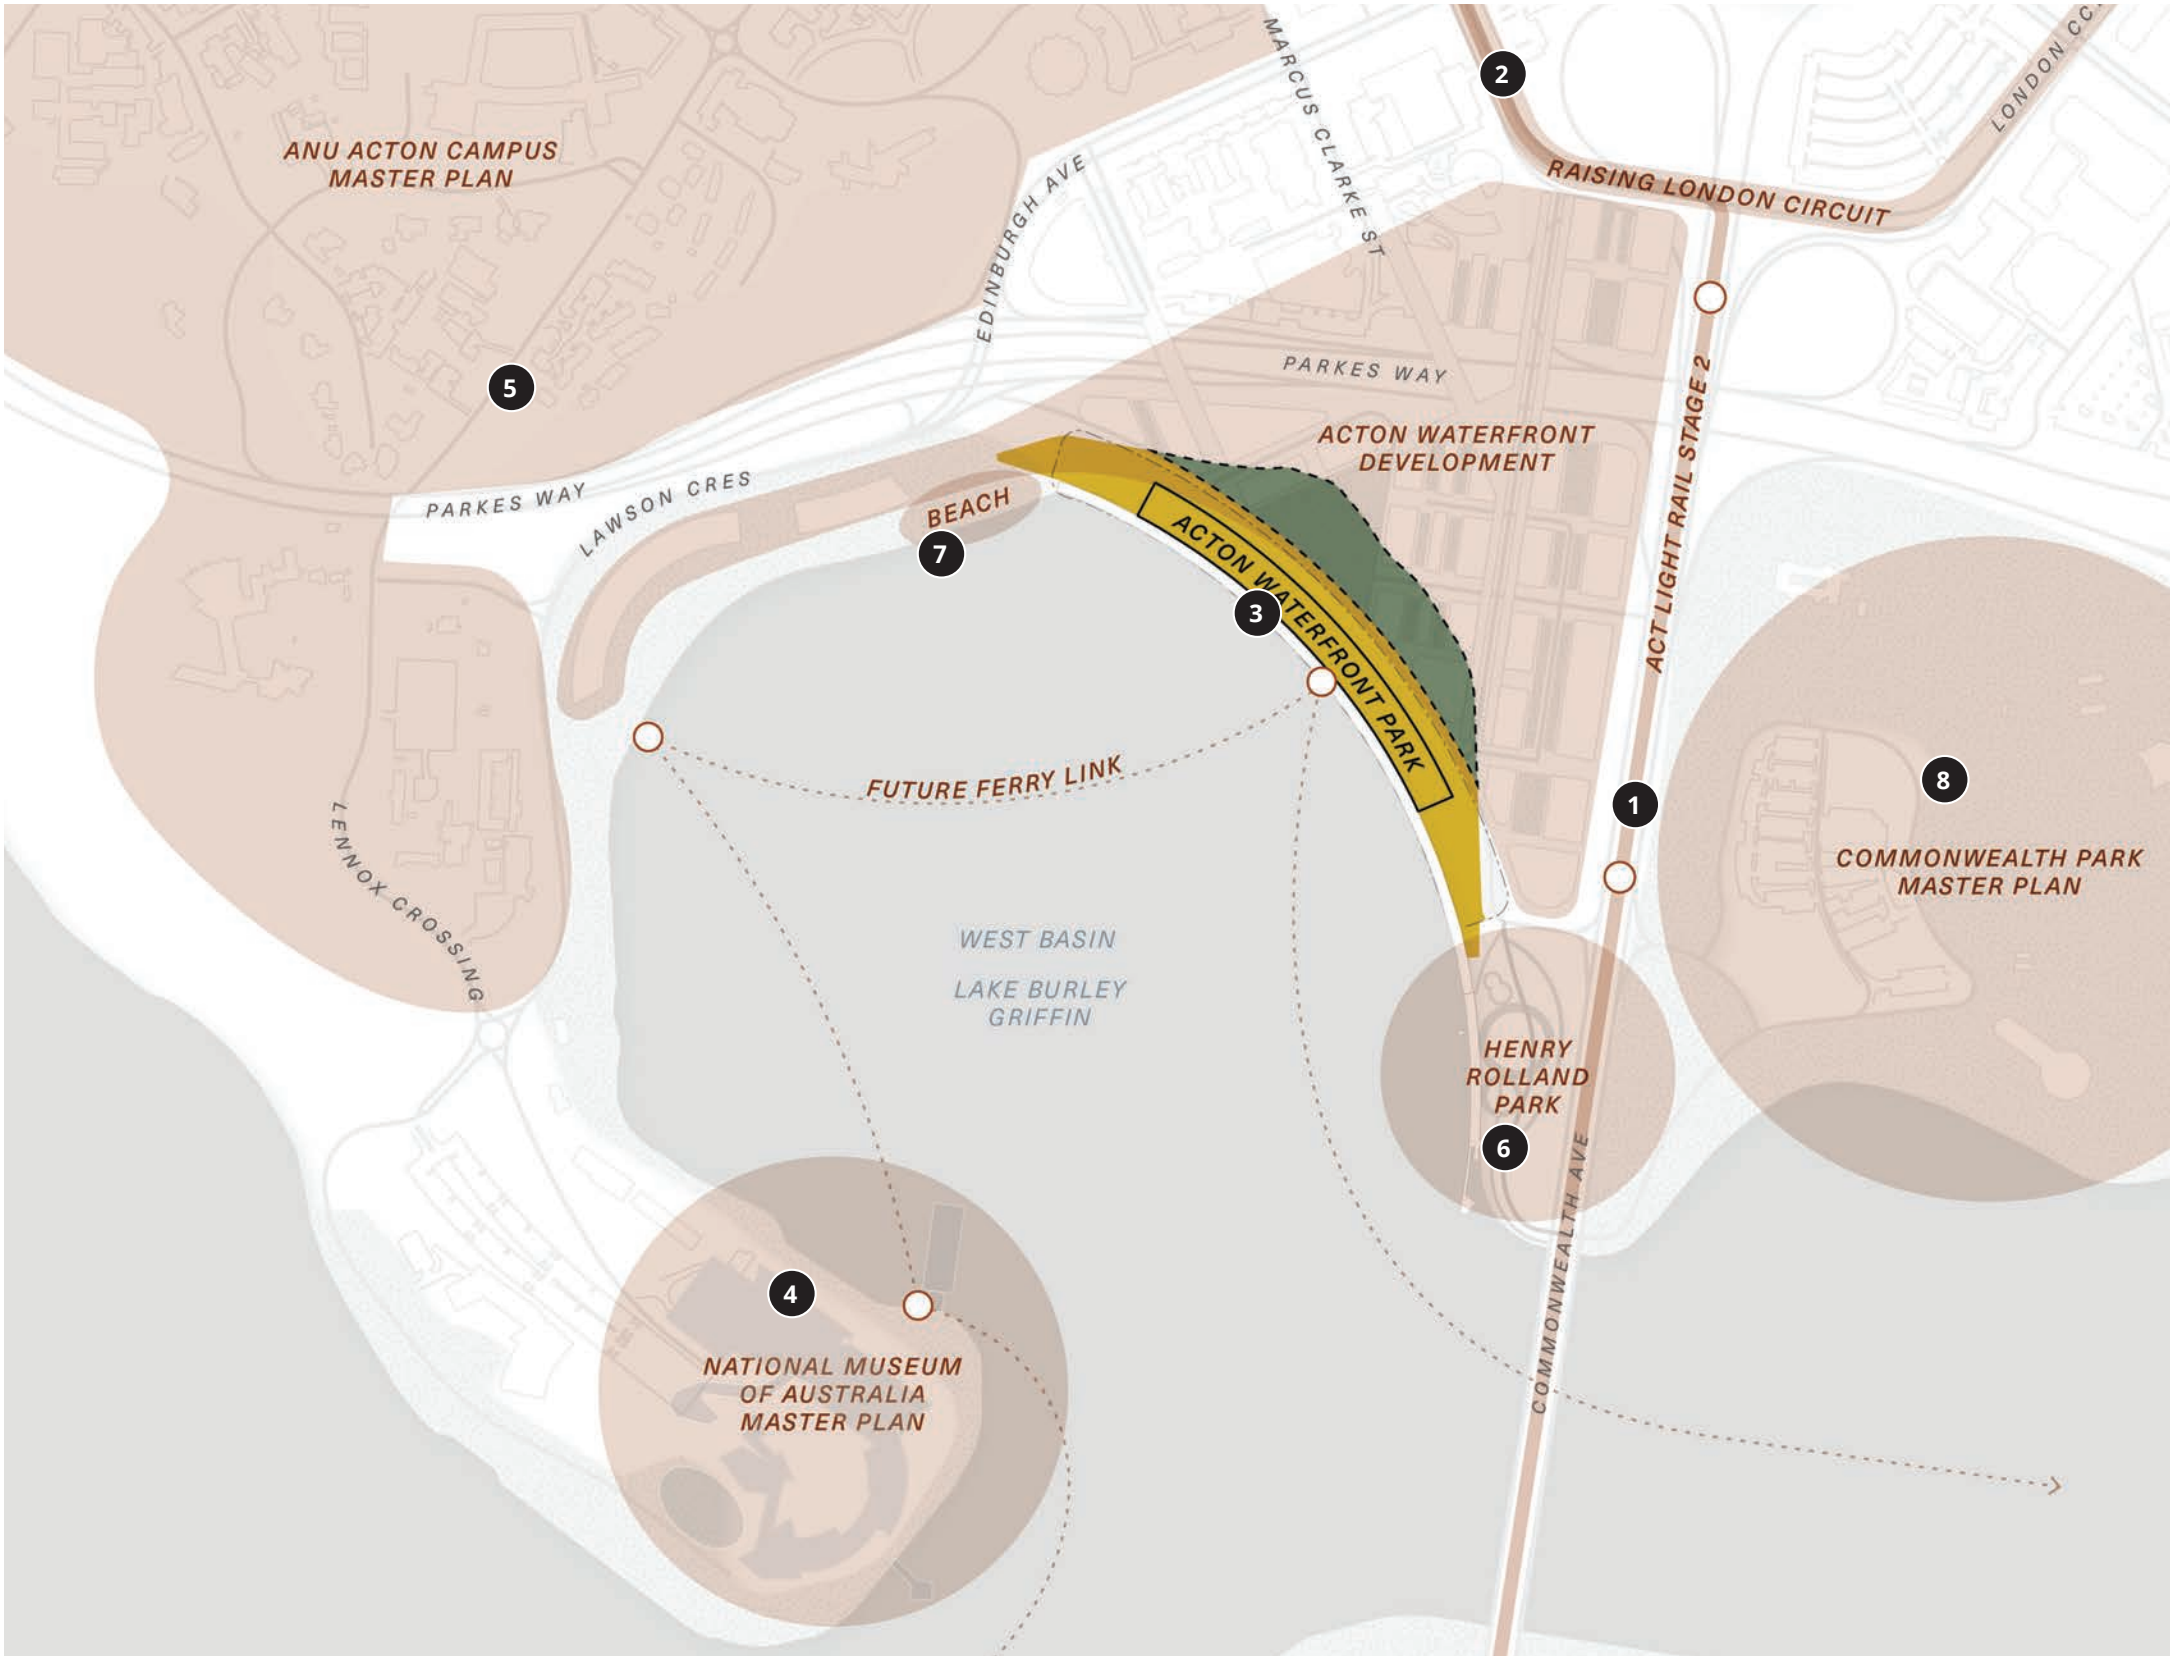 MARCUS CLARKE ST
2
LONDON CC
ANU ACTON CAMPUS
MASTER PLAN
RAISING LONDON CIRCUIT
EDINBURGH AVE
PARKES WAY
5
ACT LIGHT RAIL STAGE 2
ACTON WATERFRONT
DEVELOPMENT
PARKES WAY
LAWSON CRES
BEACH
7
ACTON WATERFRONT PARK
3
FUTURE FERRY LINK
1
8
COMMONWEALTH PARK
MASTER PLAN
LENNOX CROSSING
WEST BASIN
LAKE BURLEY
GRIFFIN
HENRY
ROLLAND
PARK
6
COMMONWEALTH AVE
4
NATIONAL MUSEUM
OF AUSTRALIA
MASTER PLAN